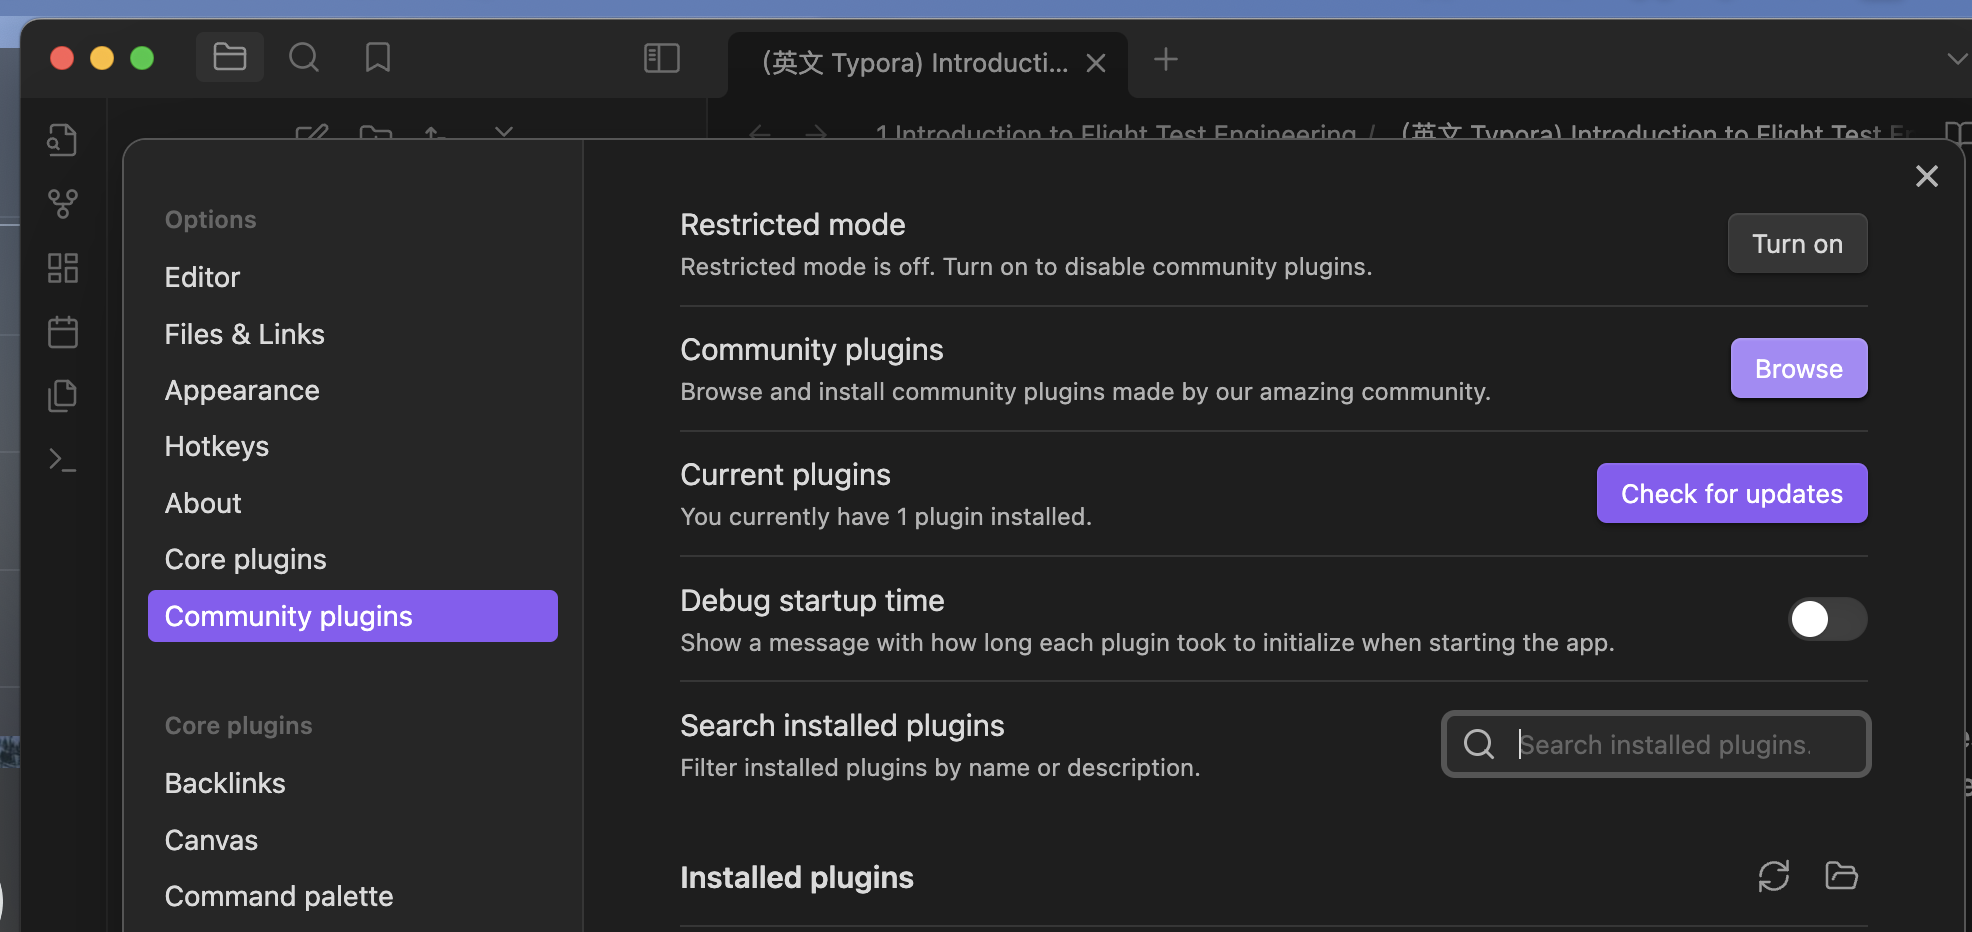 (英文 Typora) Introducti...
1 Introduction to Flight Test Engineering / (英文 Typora) Introduction to Flight Test
Options
Editor
Files & Links
Appearance
Hotkeys
About
Core plugins
Community plugins
Core plugins
Backlinks
Canvas
Command palette
Restricted mode
Restricted mode is off. Turn on to disable community plugins.
Turn on
Community plugins
Browse and install community plugins made by our amazing community.
Browse
Current plugins
You currently have 1 plugin installed.
Check for updates
Debug startup time
Show a message with how long each plugin took to initialize when starting the app.
Search installed plugins
Filter installed plugins by name or description.
Search installed plugins.
Installed plugins